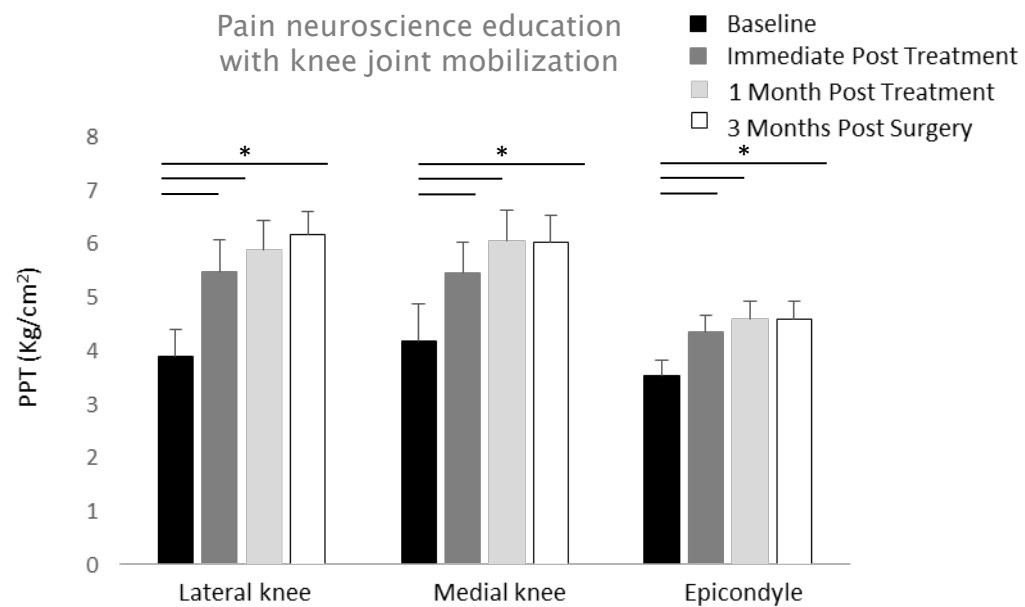 Pain neuroscience education
with knee joint mobilization
Baseline
Immediate Post Treatment
1 Month Post Treatment
3 Months Post Surgery
PPT (Kg/cm²)
8
7
6
5
4
3
2
1
0
*
*
*
Lateral knee
Medial knee
Epicondyle